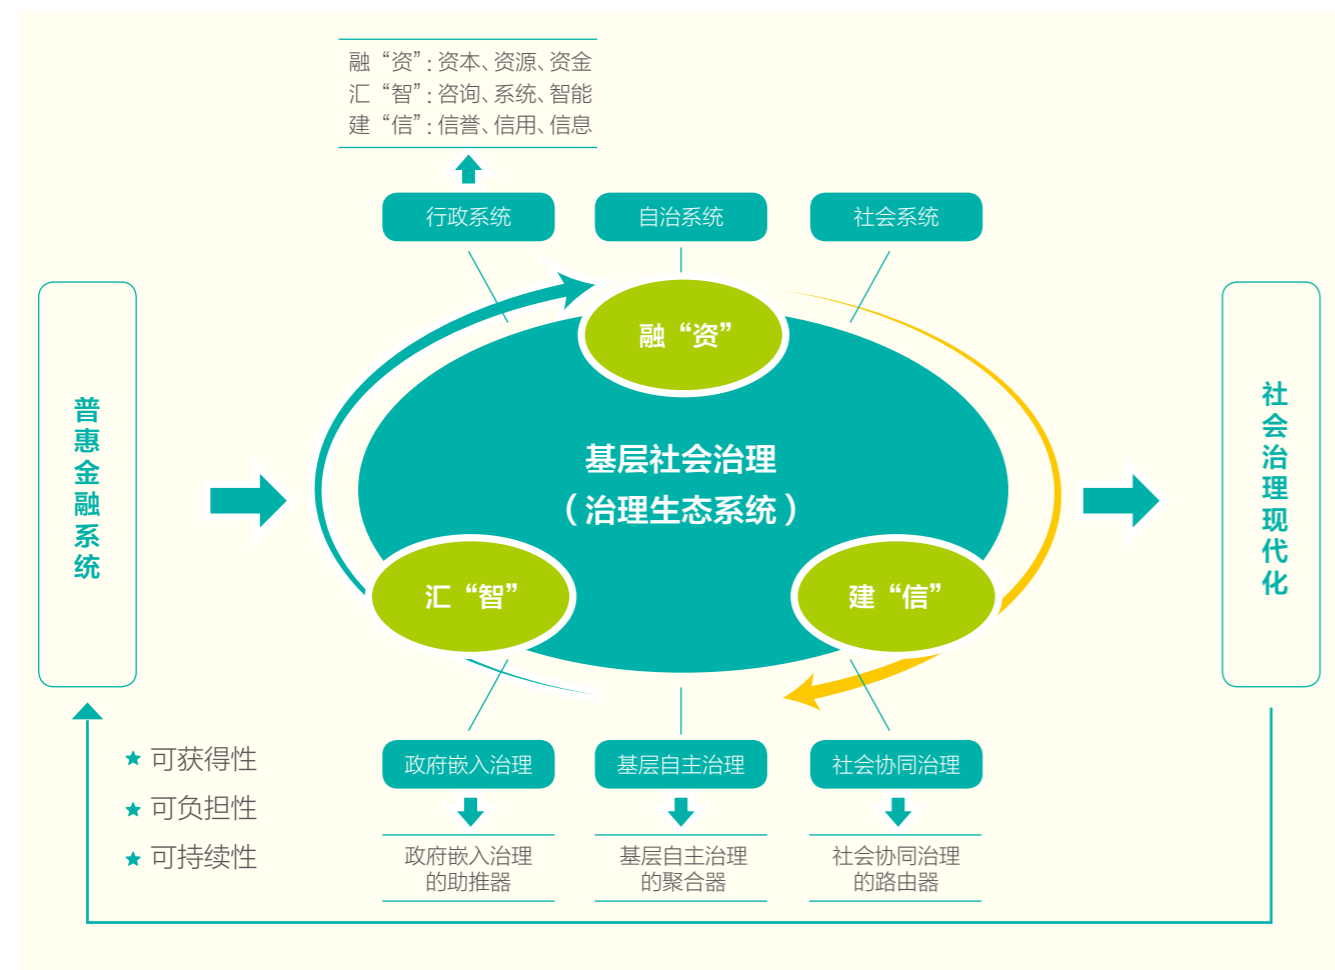 融“资”：资本、资源、资金
汇“智”：咨询、系统、智能
建“信”：信誉、信用、信息
行政系统
自治系统
社会系统
融“资”
普惠金融系统
基层社会治理
（治理生态系统）
社会治理现代化
汇“智”
建“信”
可获得性
可负担性
可持续性
政府嵌入治理
基层自主治理
社会协同治理
政府嵌入治理
的助推器
基层自主治理
的聚合器
社会协同治理
的路由器